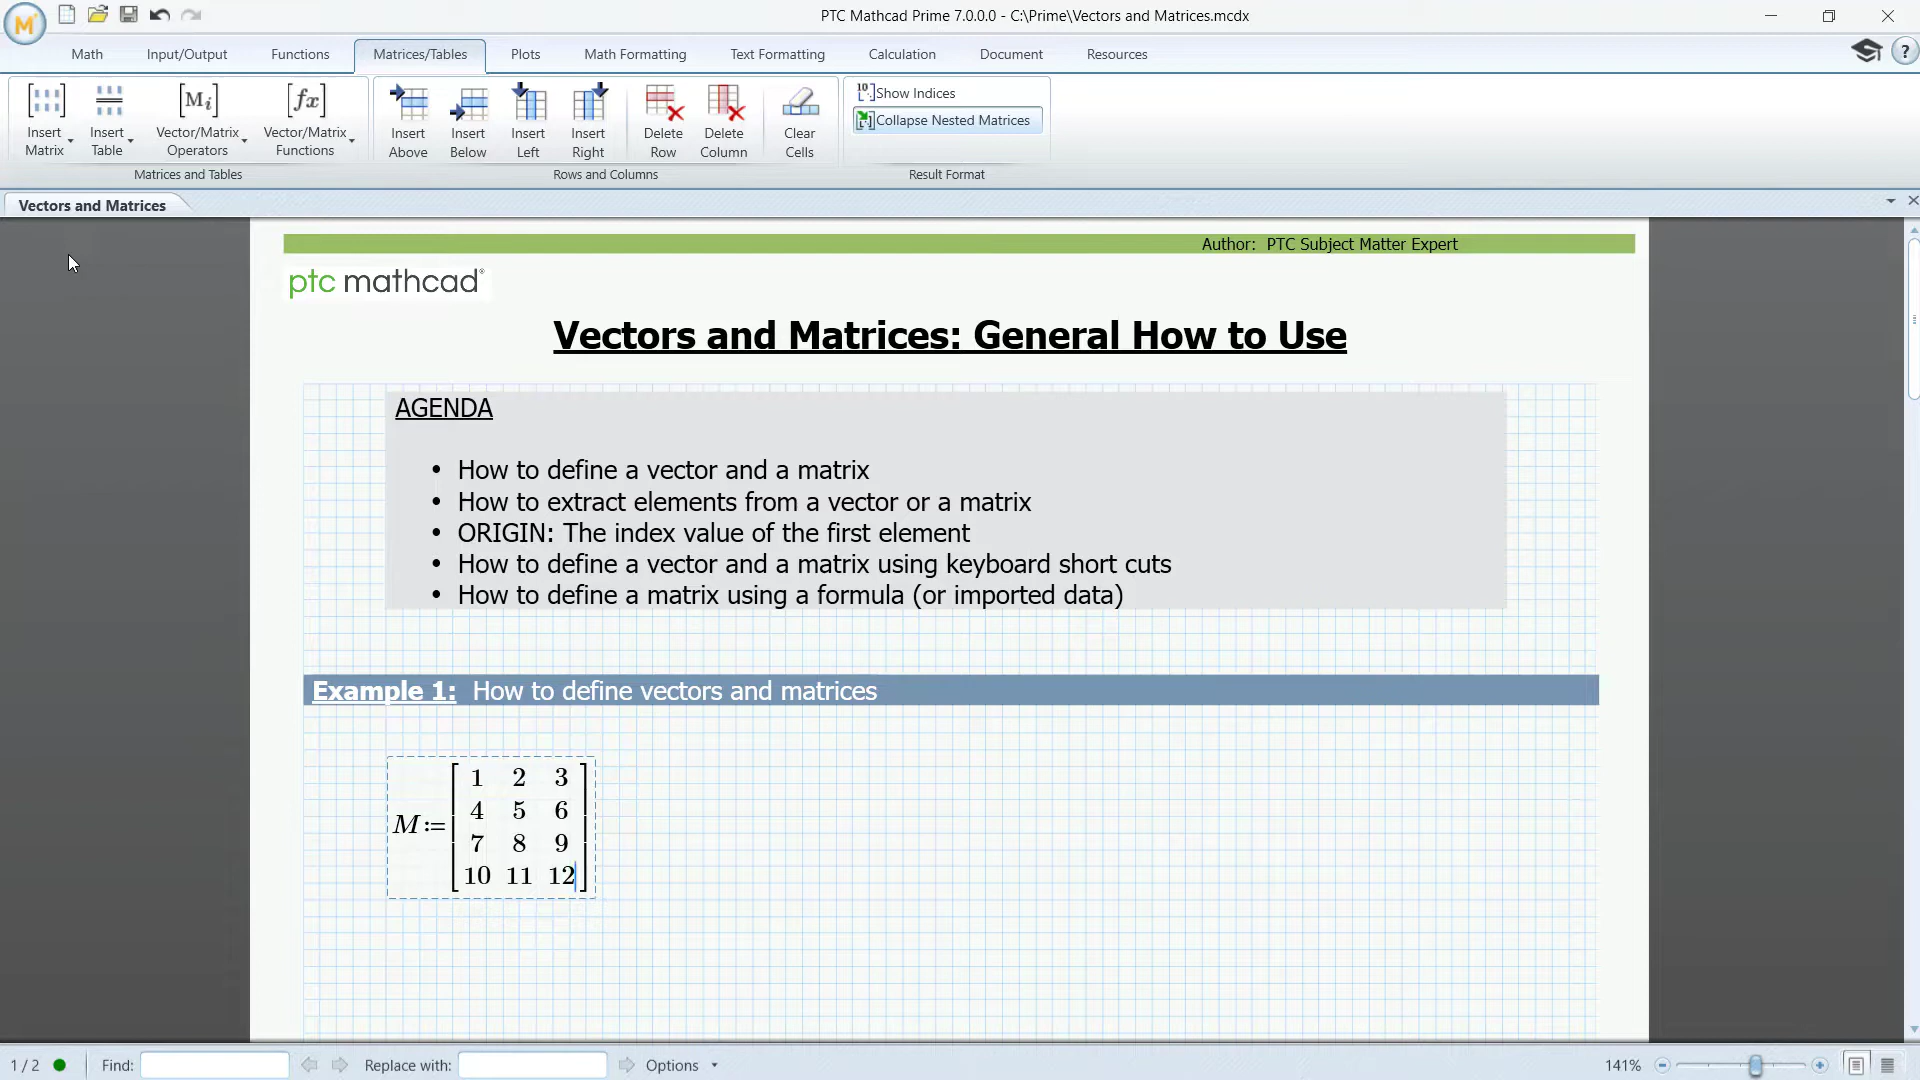 PTC Mathcad Prime 7.0.0.0 - C:\Prime\Vectors and Matrices.mcdx
Math Input/Output Functions Matrices/Tables Plots Math Formatting Text Formatting Calculation Document Resources
Insert Matrix
Insert Table
Vector/Matrix Operators
Vector/Matrix Functions
Insert Above
Insert Below
Insert Left
Insert Right
Delete Row
Delete Column
Clear Cells
Show Indices
Collapse Nested Matrices
Matrices and Tables
Rows and Columns
Result Format
Vectors and Matrices
Author: PTC Subject Matter Expert
ptc mathcad®
Vectors and Matrices: General How to Use
AGENDA
• How to define a vector and a matrix
• How to extract elements from a vector or a matrix
• ORIGIN: The index value of the first element
• How to define a vector and a matrix using keyboard short cuts
• How to define a matrix using a formula (or imported data)
Example 1: How to define vectors and matrices
1 2 3
4 5 6
M:=
7 8 9
10 11 12
1 / 2 Find: Replace with: Options 141%